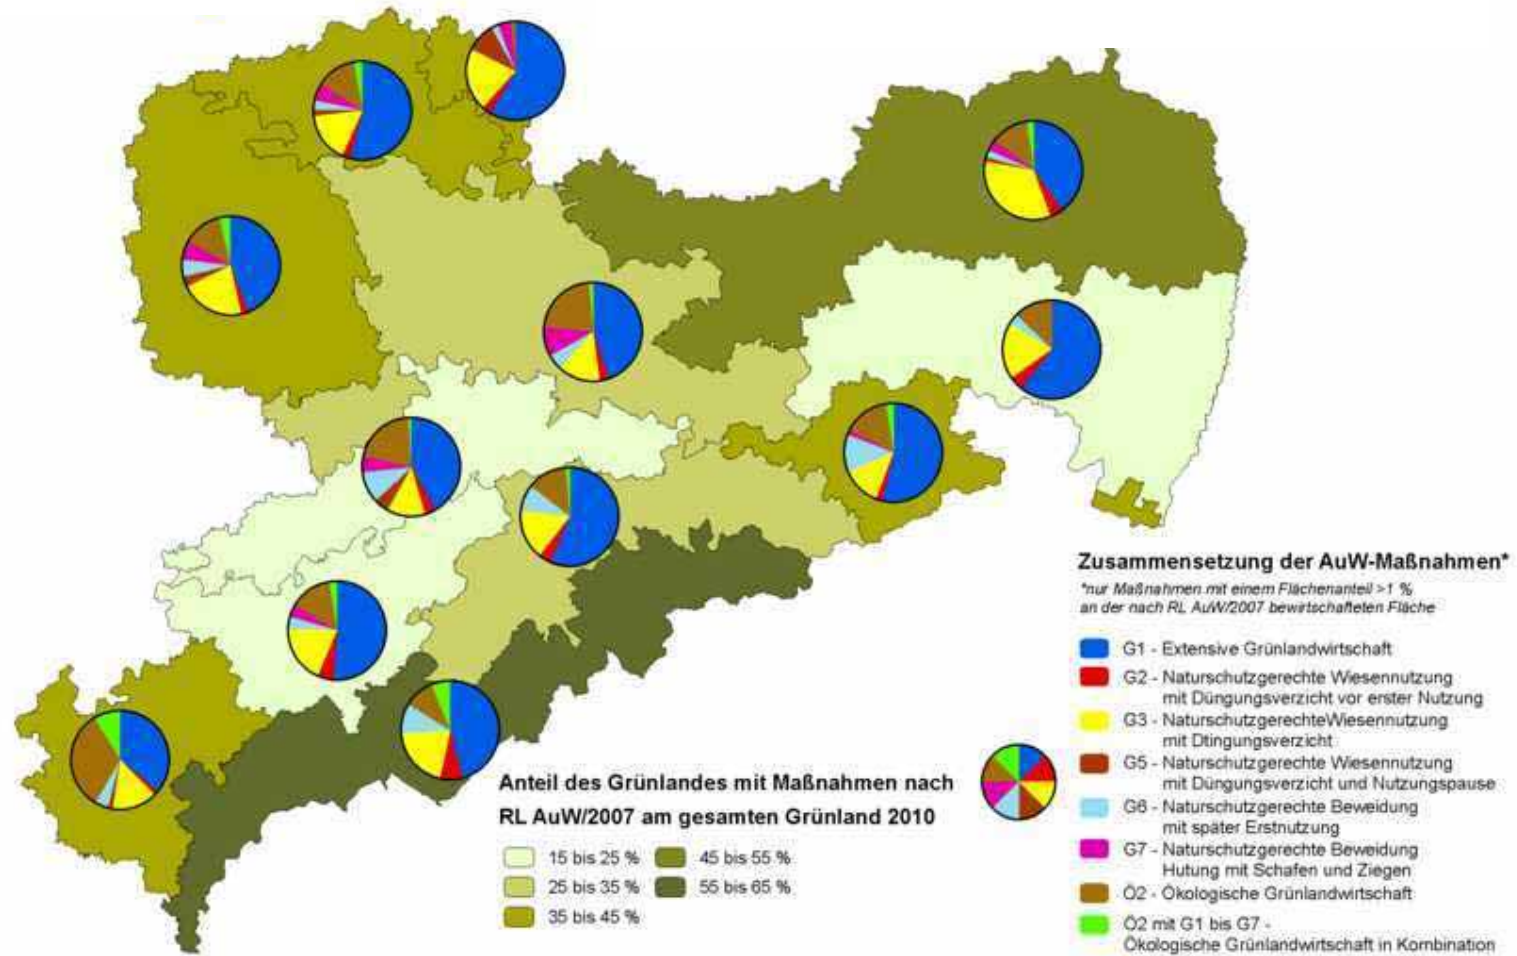 Zusammensetzung der AuW-Maßnahmen*
*nur Maßnahmen mit einem Flächenanteil >1 %
an der nach RL AuW/2007 bewirtschafteten Fläche
G1 - Extensive Grünlandwirtschaft
G2 - Naturschutzgerechte Wiesennutzung
mit Düngungsverzicht vor erster Nutzung
G3 - NaturschutzgerechteWiesennutzung
mit Dtingungsverzicht
G5 - Naturschutzgerechte Wiesennutzung
mit Düngungsverzicht und Nutzungspause
G6 - Naturschutzgerechte Beweidung
mit später Erstnutzung
G7 - Naturschutzgerechte Beweidung
Hutung mit Schafen und Ziegen
Ö2 - Ökologische Grünlandwirtschaft
Ö2 mit G1 bis G7 -
Ökologische Grünlandwirtschaft in Kombination
Anteil des Grünlandes mit Maßnahmen nach
RL AuW/2007 am gesamten Grünland 2010
15 bis 25 %
25 bis 35 %
35 bis 45 %
45 bis 55 %
55 bis 65 %